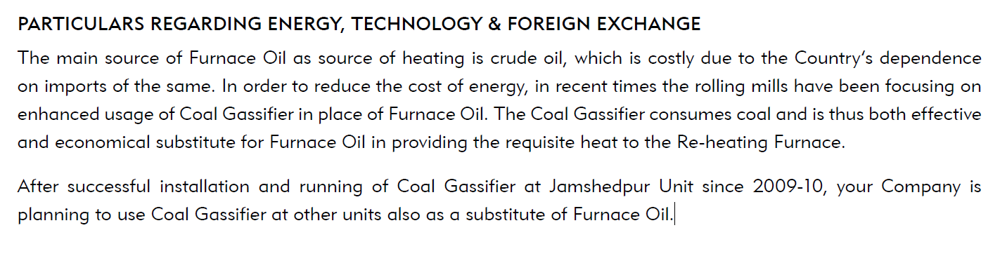 PARTICULARS REGARDING ENERGY, TECHNOLOGY & FOREIGN EXCHANGE
The main source of Furnace Oil as source of heating is crude oil, which is costly due to the Country‘s dependence
on imports of the same. In order to reduce the cost of energy, in recent times the rolling mills have been focusing on
enhanced usage of Coal Gassifier in place of Furnace Oil. The Coal Gassifier consumes coal and is thus both effective
and economical substitute for Furnace Oil in providing the requisite heat to the Re-heating Furnace.
After successful installation and running of Coal Gassifier at Jamshedpur Unit since 2009-10, your Company is
planning to use Coal Gassifier at other units also as a substitute of Furnace Oil.